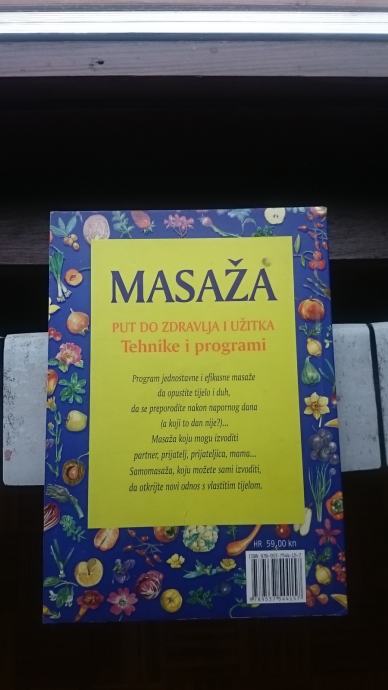 MASAŽA
PUT DO ZDRAVLJA I UŽITKA
Tehnike i programi
Program jednostavne i efikasne masaže
da opustite tijelo i duh,
da se preporodite nakon napornog dana
(a koji to dan nije?)...
Masaža koju mogu izvoditi
partner, prijatelj, prijateljica, mama...
Samomasaža, koju možete sami izvoditi,
da otkrijte novi odnos s vlastitim tijelom.
HR 59,00 kn